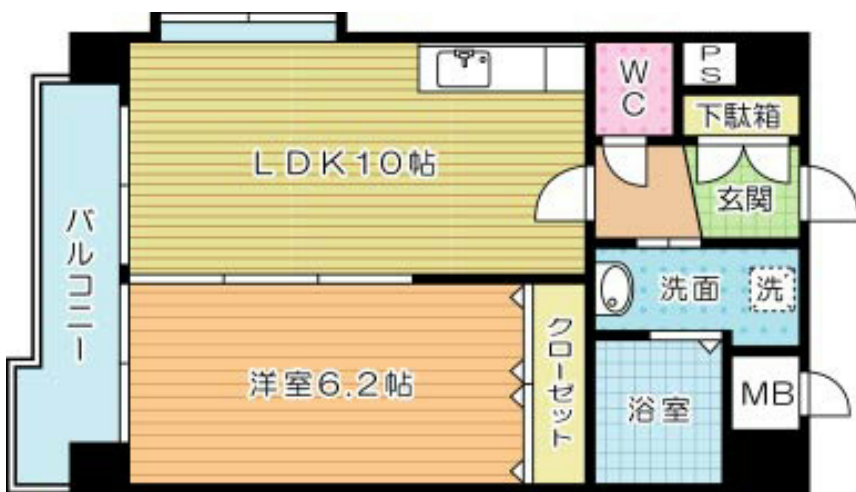 WC
PS
下駄箱
LDK10帖
玄関
バルコニー
洗面
洗
洋室6.2帖
クローゼット
浴室
MB